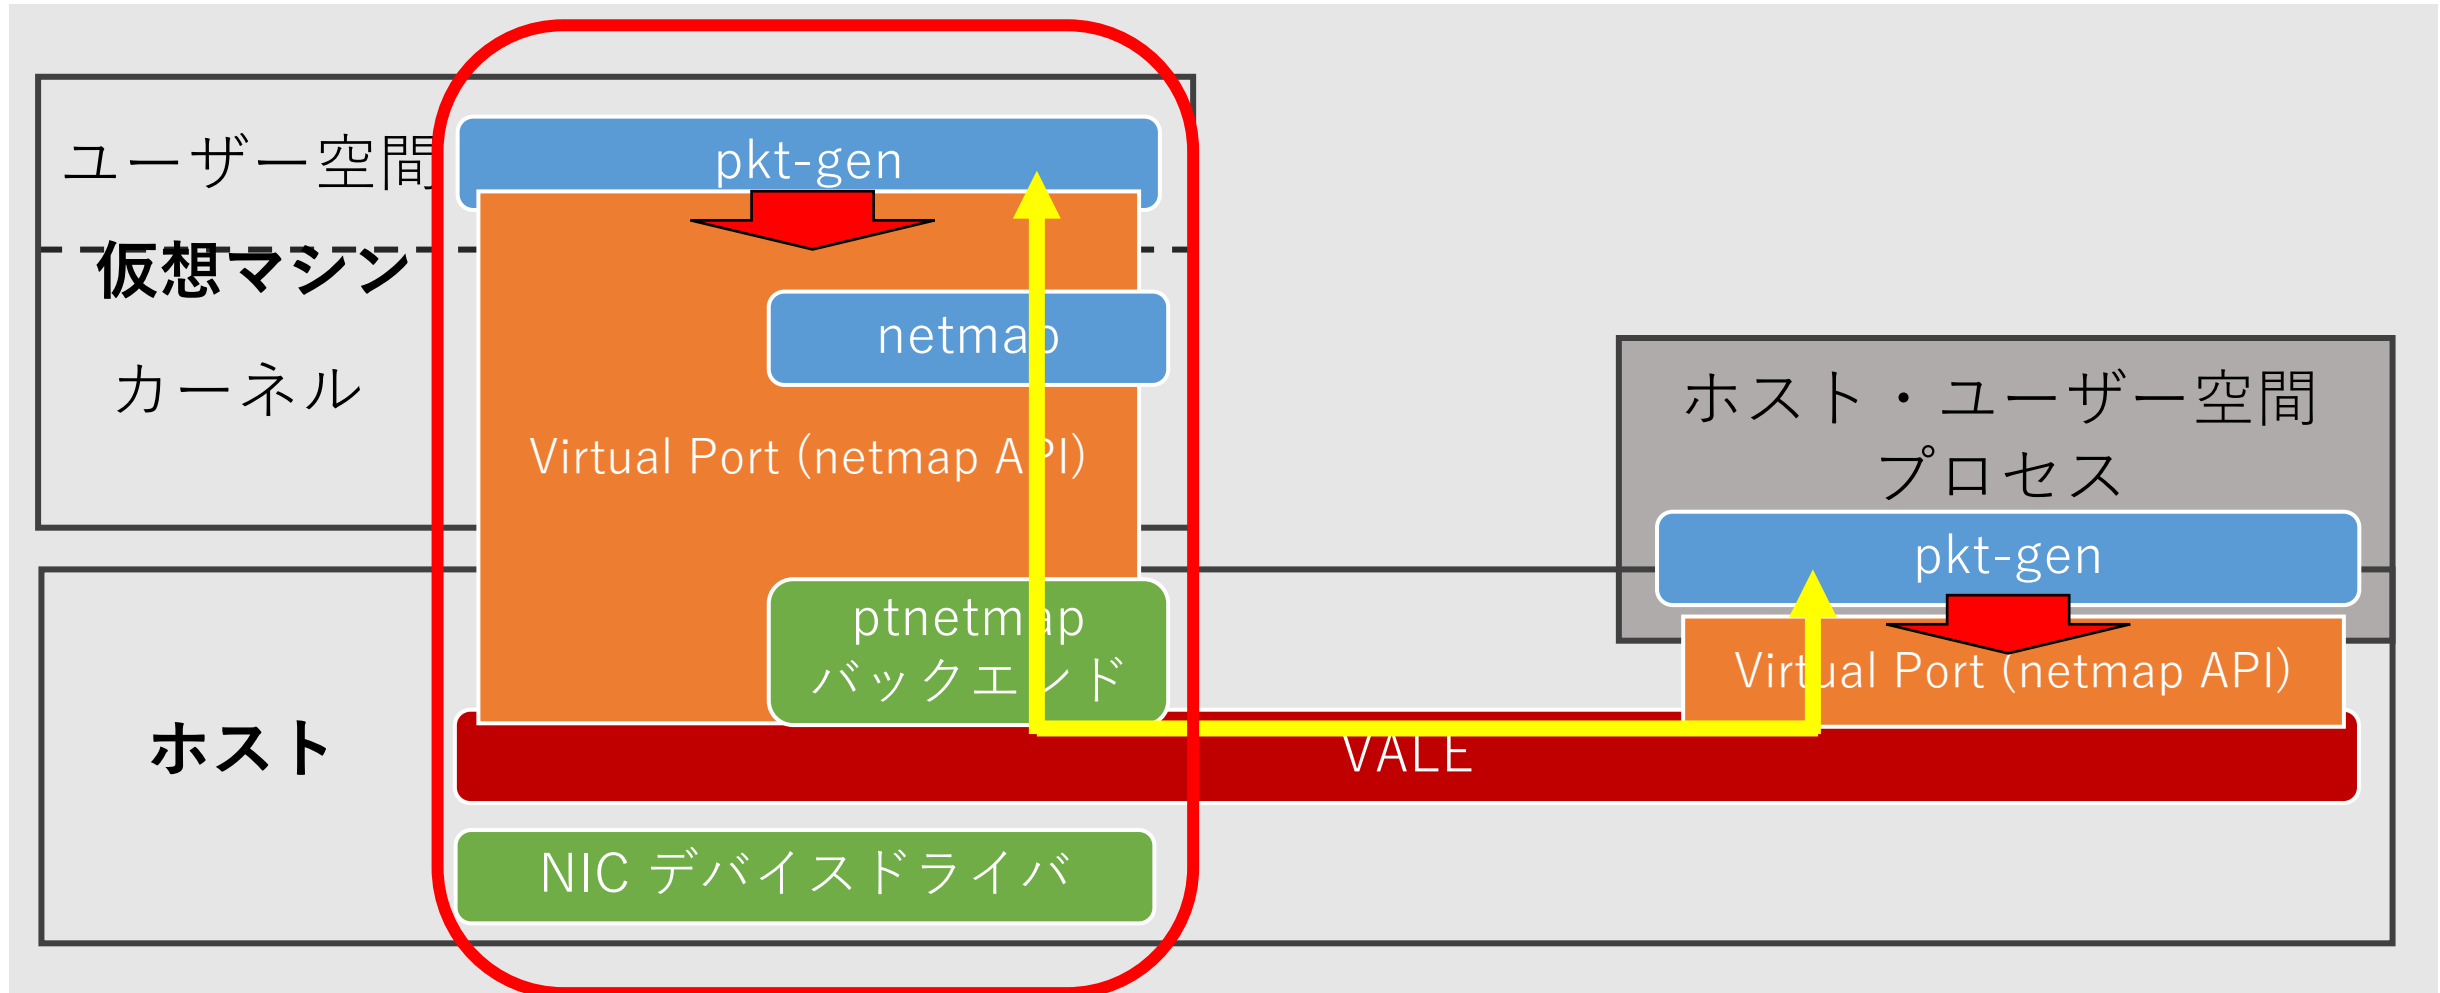 ユーザー空間
仮想マシン
カーネル
pkt-gen
netmap
Virtual Port (netmap API)
ptnetmap
バックエンド
ホスト・ユーザー空間
プロセス
pkt-gen
Virtual Port (netmap API)
ホスト
VALE
NIC デバイスドライバ